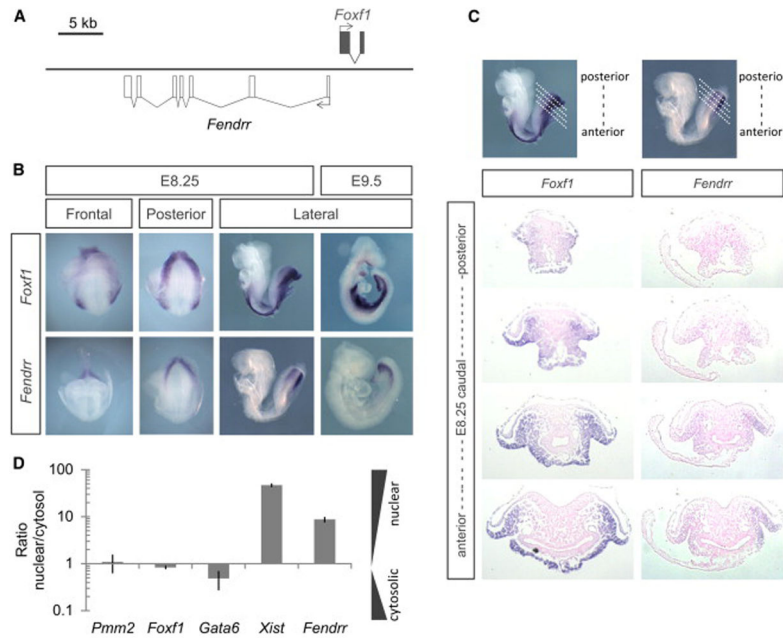 A
5 kb
Foxf1
Fendrr
B
E8.25
E9.5
Frontal
Posterior
Lateral
Foxf1
Fendrr
C
posterior
anterior
posterior
anterior
Foxf1
Fendrr
anterior - - - - - - - - E8.25 caudal - - - - - - - - -posterior
D
Ratio
nuclear/cytosol
100
10
1
0.1
nuclear
cytosolic
Pmm2 Foxf1 Gata6 Xist Fendrr